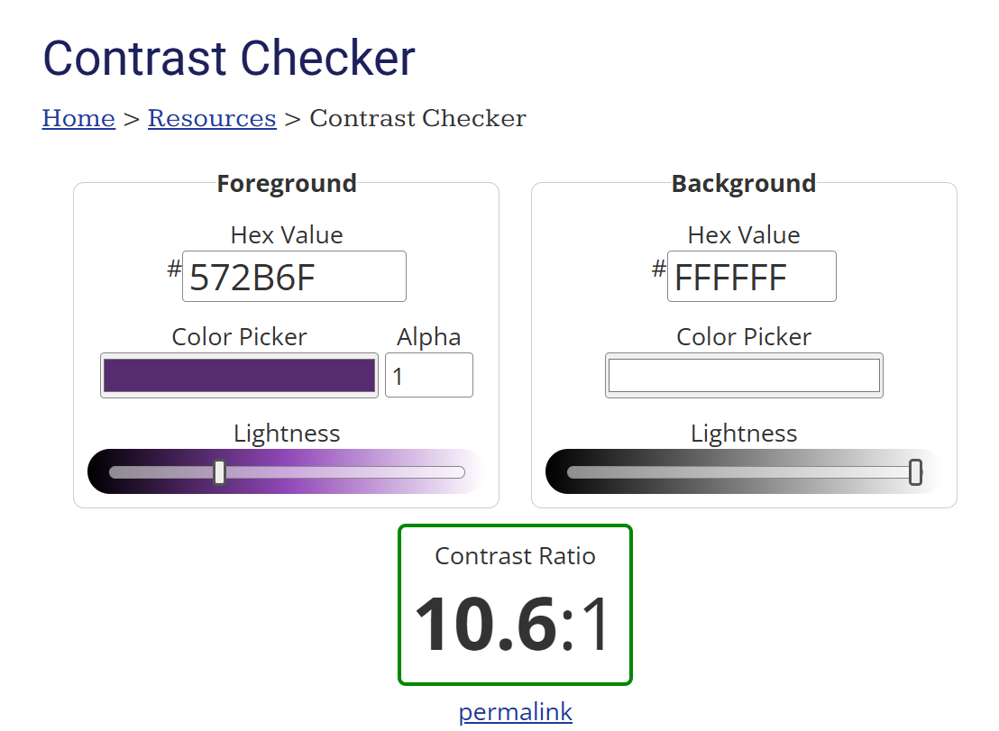 Contrast Checker
Home > Resources > Contrast Checker
Foreground
Hex Value
#572B6F
Color Picker
Alpha
1
Lightness
Background
Hex Value
#FFFFFF
Color Picker
Lightness
Contrast Ratio
10.6:1
permalink